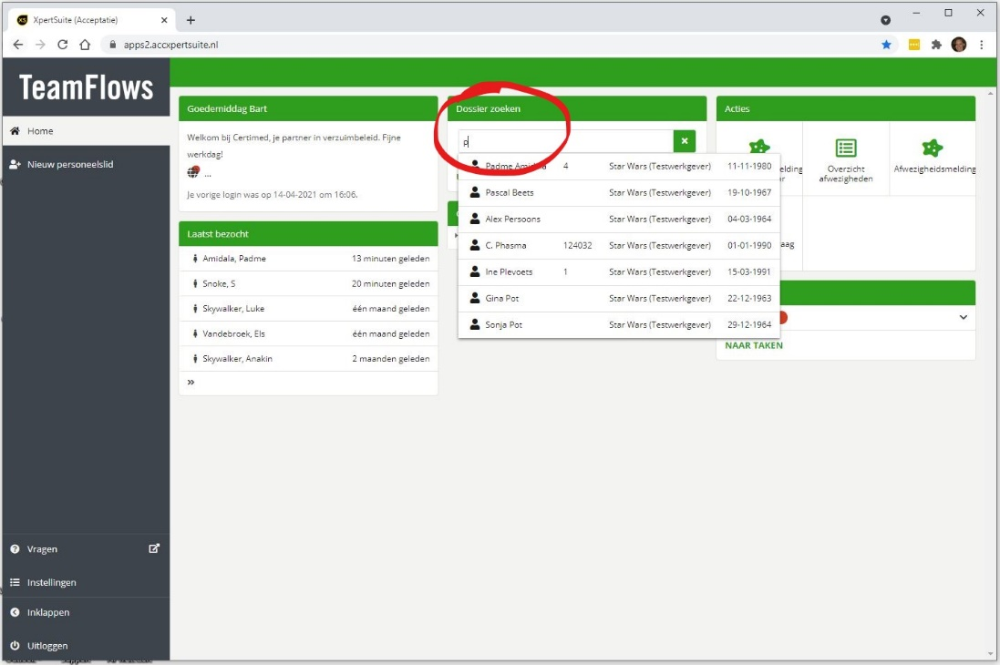 XpertSuite (Acceptatie)
apps2.accxpertsuite.nl
TeamFlows
Home
Nieuw personeelslid
Vragen
Instellingen
Inklappen
Uitloggen
Goedemiddag Bart
Welkom bij Certimed, je partner in verzuimbeleid. Fijne
werkdag!
...
Je vorige login was op 14-04-2021 om 16:06.
Laatst bezocht
Amidala, Padme 13 minuten geleden
Snoke, S 20 minuten geleden
Skywalker, Luke één maand geleden
Vandebroek, Els één maand geleden
Skywalker, Anakin 2 maanden geleden
Dossier zoeken
p
Padme Amidala 4 Star Wars (Testwerkgever) 11-11-1980
Pascal Beets Star Wars (Testwerkgever) 19-10-1967
Alex Persoons Star Wars (Testwerkgever) 04-03-1964
C. Phasma 124032 Star Wars (Testwerkgever) 01-01-1990
Ine Plevoets 1 Star Wars (Testwerkgever) 15-03-1991
Gina Pot Star Wars (Testwerkgever) 22-12-1963
Sonja Pot Star Wars (Testwerkgever) 29-12-1964
Acties
elding
Overzicht
afwezigheden
Afwezigheidsmelding
aag
NAAR TAKEN